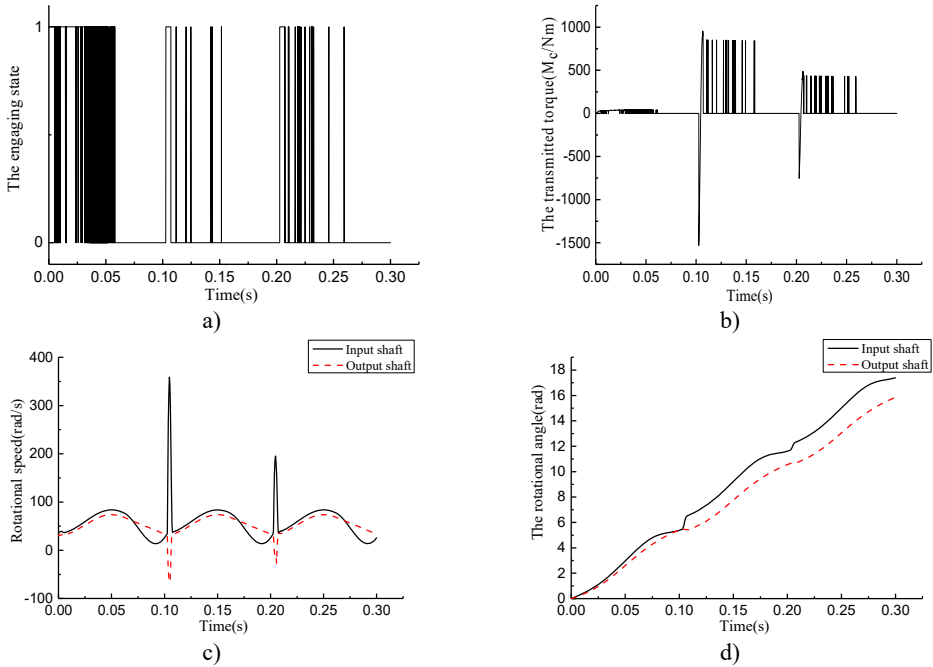 The engaging state
1
5
0
0.00 0.05 0.10 0.15 0.20 0.25 0.30
Time(s)
a)
The transmitted torque(M_c/Nm)
1000
500
0
-500
-1000
-1500
0.00 0.05 0.10 0.15 0.20 0.25 0.30
Time(s)
b)
Input shaft
Output shaft
Rotational speed(rad/s)
400
300
200
100
0
-100
0.00 0.05 0.10 0.15 0.20 0.25 0.30
Time(s)
c)
Input shaft
Output shaft
The rotational angle(rad)
18
16
14
12
10
8
6
4
2
0
0.00 0.05 0.10 0.15 0.20 0.25 0.30
Time(s)
d)